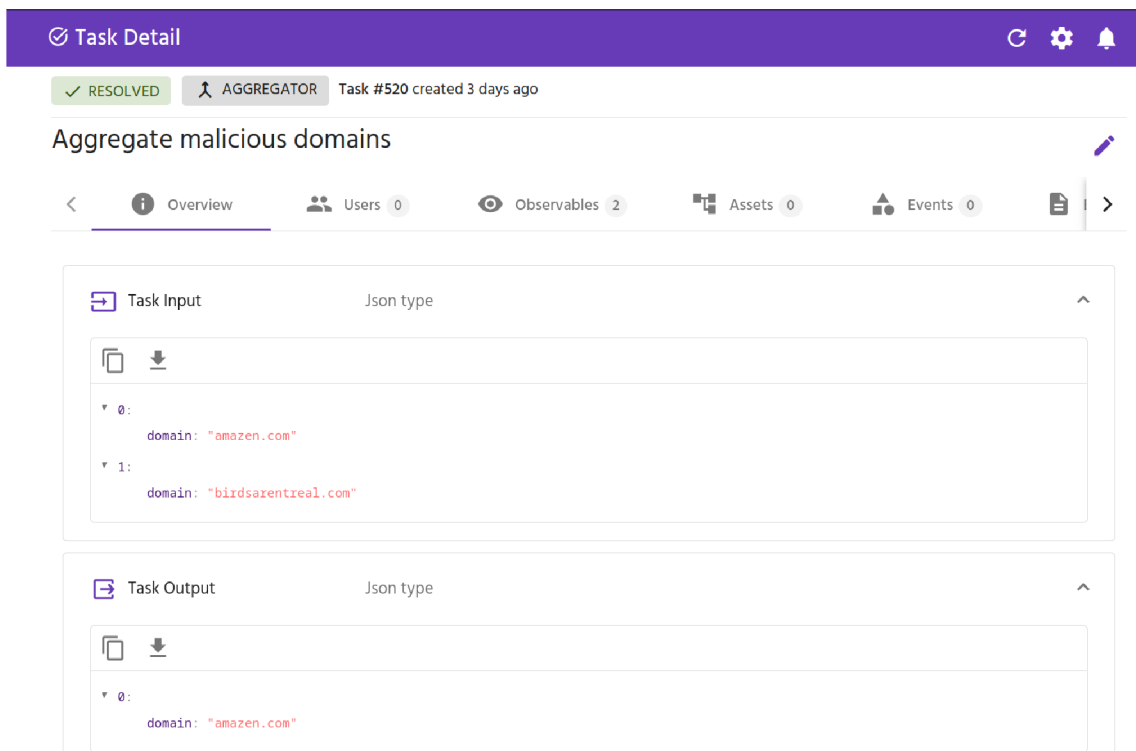 Task Detail
RESOLVED AGGREGATOR Task #520 created 3 days ago
Aggregate malicious domains
Overview Users 0 Observables 2 Assets 0 Events 0
Task Input Json type
0:
domain: "amazen.com"
1:
domain: "birdsarentreal.com"
Task Output Json type
0:
domain: "amazen.com"